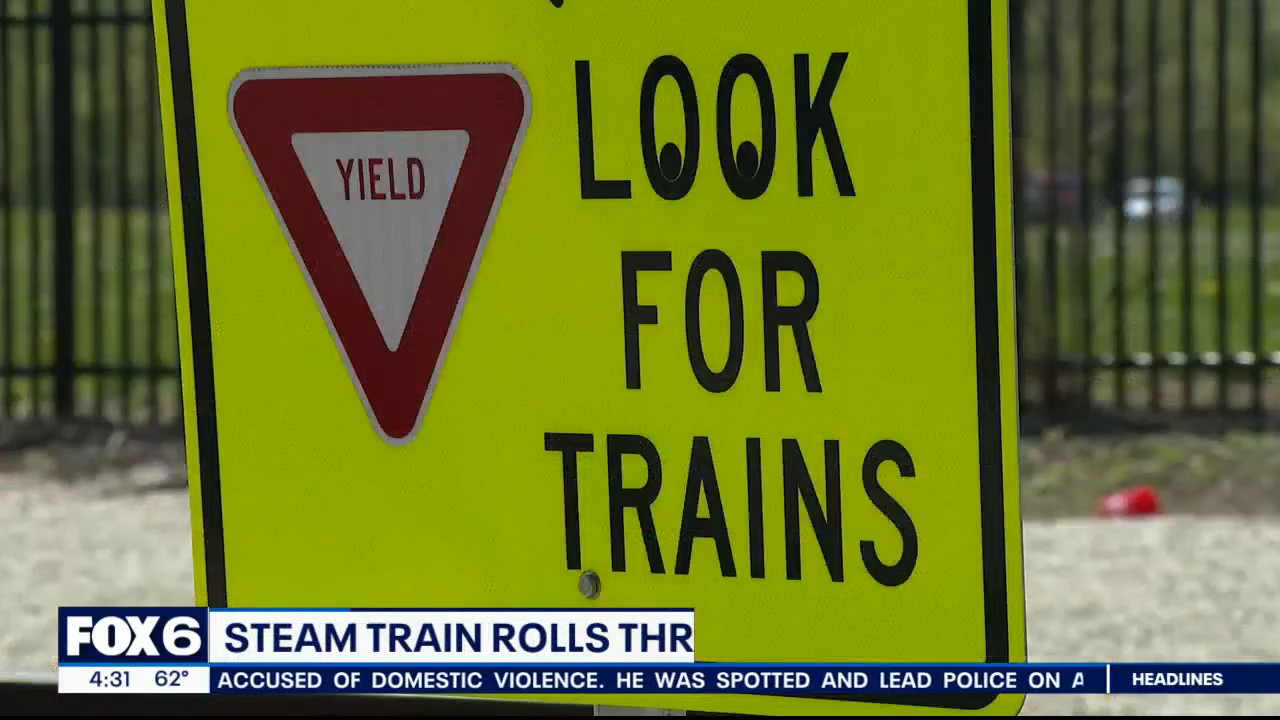 YIELD
LOOK
FOR
TRAINS
FOX6
STEAM TRAIN ROLLS THR
4:31 62°
ACCUSED OF DOMESTIC VIOLENCE. HE WAS SPOTTED AND LEAD POLICE ON A
HEADLINES